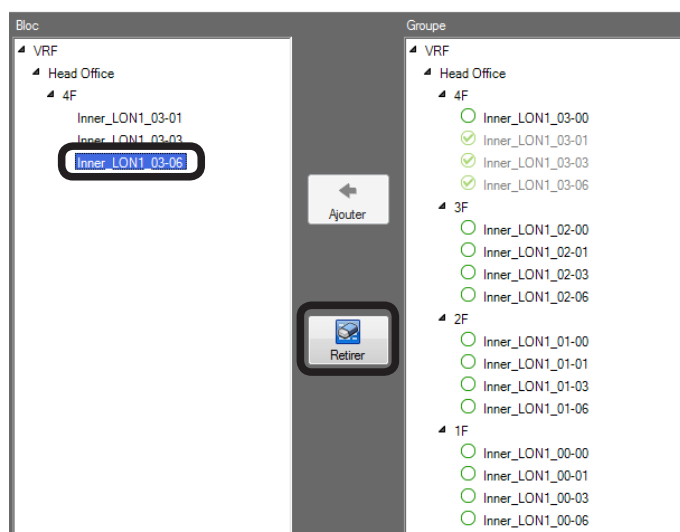 Bloc
VRF
Head Office
4F
Inner_LON1_03-01
Inner_LON1_03-03
Inner_LON1_03-06
Ajouter
Retirer
Groupe
VRF
Head Office
4F
Inner_LON1_03-00
Inner_LON1_03-01
Inner_LON1_03-03
Inner_LON1_03-06
3F
Inner_LON1_02-00
Inner_LON1_02-01
Inner_LON1_02-03
Inner_LON1_02-06
2F
Inner_LON1_01-00
Inner_LON1_01-01
Inner_LON1_01-03
Inner_LON1_01-06
1F
Inner_LON1_00-00
Inner_LON1_00-01
Inner_LON1_00-03
Inner_LON1_00-06